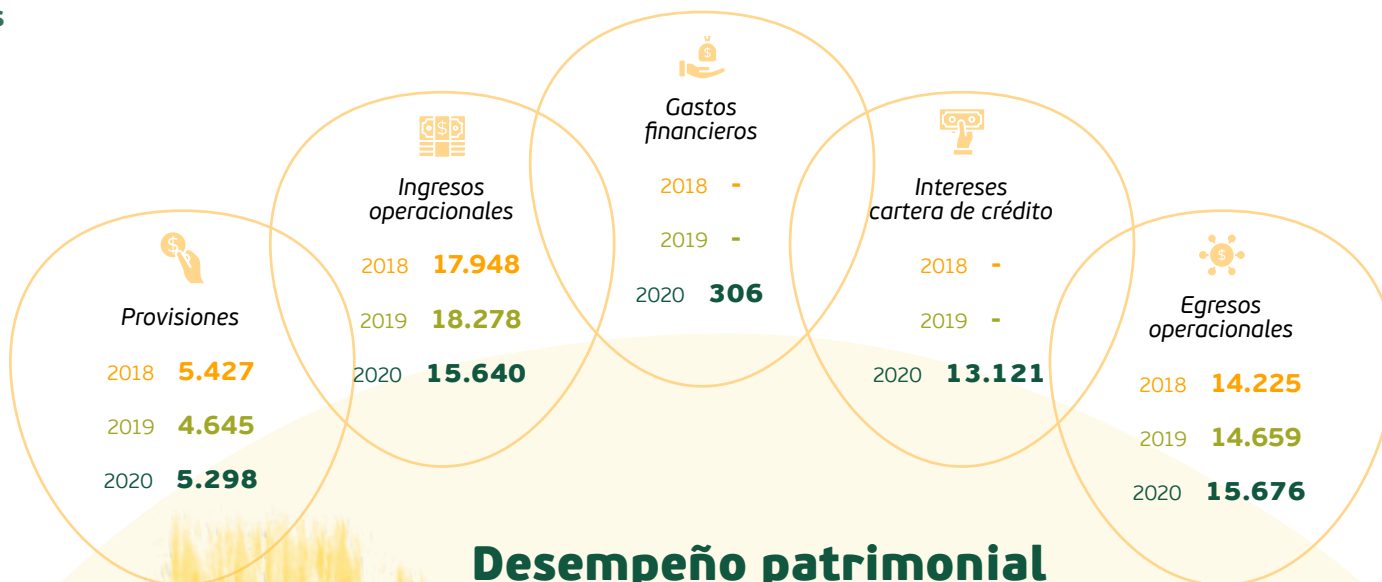 s
Provisiones
2018 5.427
2019 4.645
2020 5.298
Ingresos
operacionales
2018 17.948
2019 18.278
2020 15.640
Gastos
financieros
2018 -
2019 -
2020 306
Intereses
cartera de crédito
2018 -
2019 -
2020 13.121
Egresos
operacionales
2018 14.225
2019 14.659
2020 15.676
Desempeño patrimonial